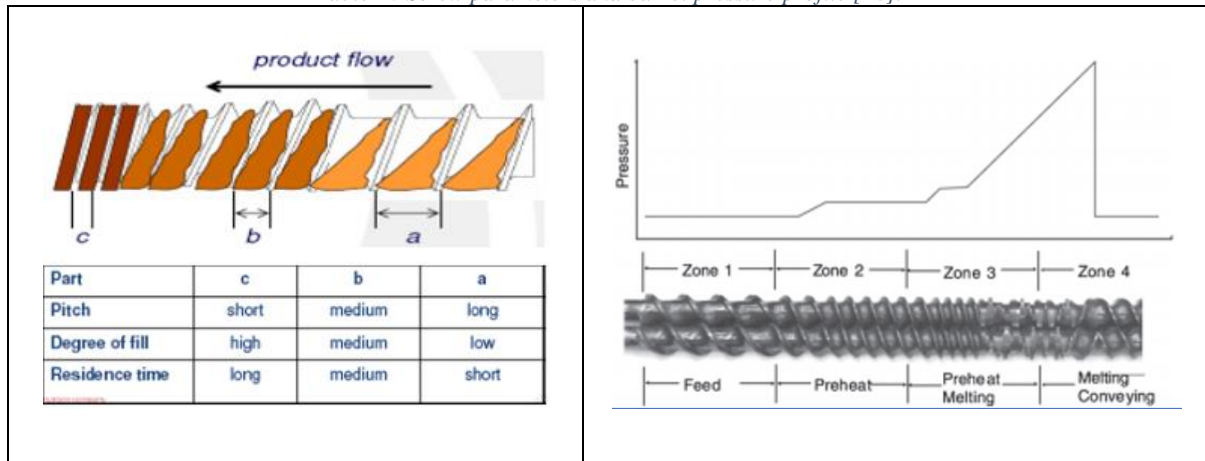 product flow
c b a
Part c b a
Pitch short medium long
Degree of fill high medium low
Residence time long medium short
Pressure
Zone 1 Zone 2 Zone 3 Zone 4
Feed Preheat Preheat Melting Melting Conveying